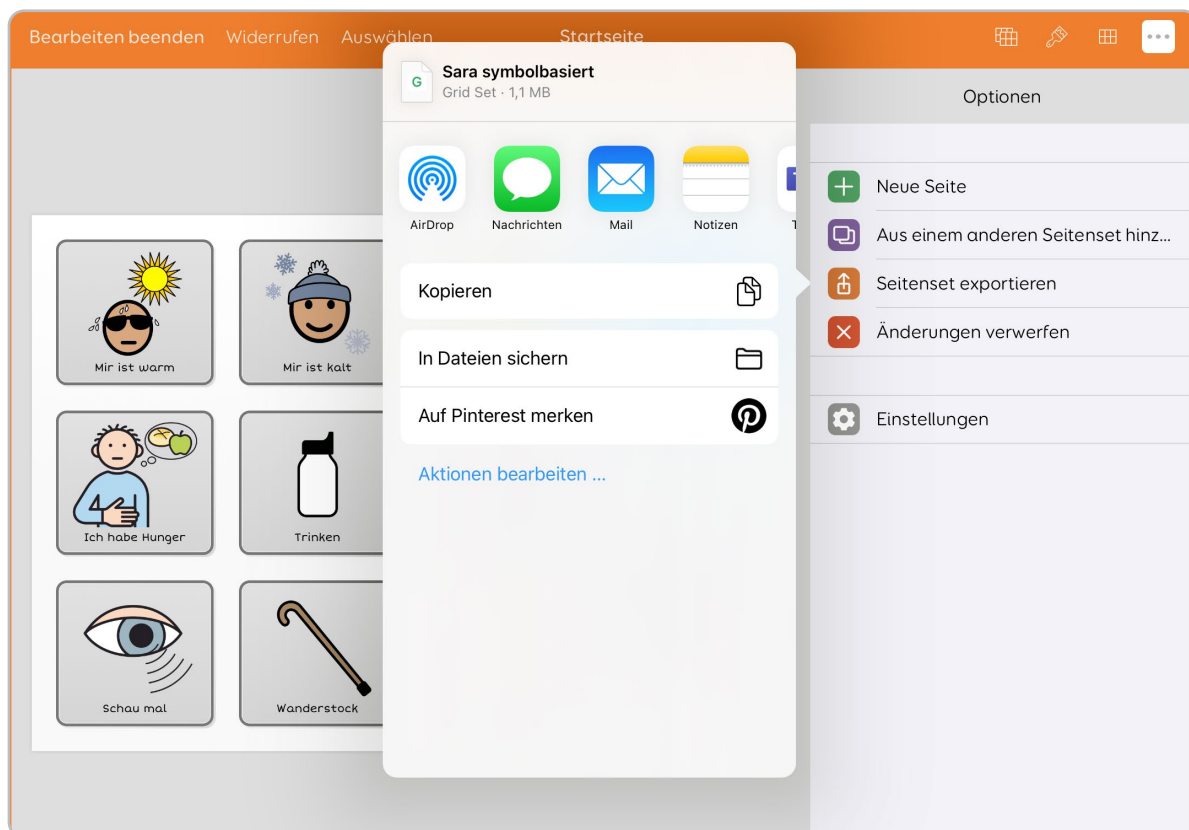 Bearbeiten beenden Widerrufen Auswählen Startseite
Sara symbolbasiert
G
Grid Set · 1,1 MB
AirDrop Nachrichten Mail Notizen
Kopieren
In Dateien sichern
Auf Pinterest merken
Aktionen bearbeiten ...
Optionen
Neue Seite
Aus einem anderen Seitenset hinz...
Seitenset exportieren
Änderungen verwerfen
Einstellungen
Mir ist warm Mir ist kalt
Ich habe Hunger Trinken
Schau mal Wanderstock